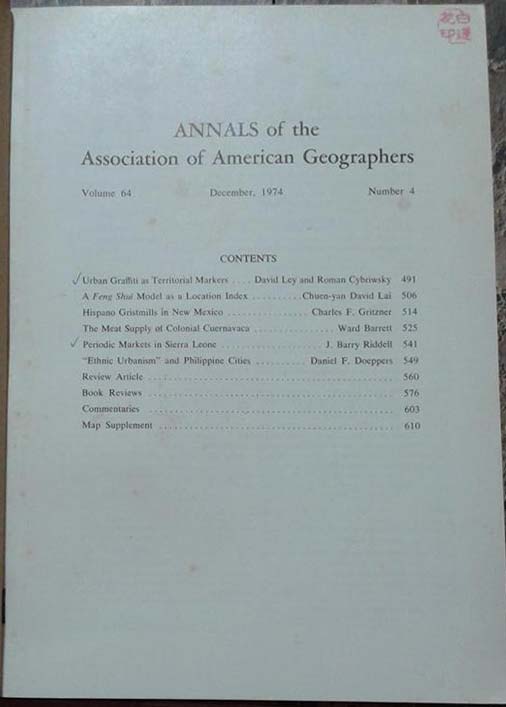 ANNALS of the
Association of American Geographers
Volume 64 December, 1974 Number 4
CONTENTS
Urban Graffiti as Territorial Markers .... David Ley and Roman Cybriwsky 491
A Feng Shui Model as a Location Index .......... Chuen-yan David Lai 506
Hispano Gristmills in New Mexico ................. Charles F. Gritzner 514
The Meat Supply of Colonial Cuernavaca ................ Ward Barrett 525
Periodic Markets in Sierra Leone ...................... J. Barry Riddell 541
"Ethnic Urbanism" and Philippine Cities .......... Daniel F. Doeppers 549
Review Article .................................................. 560
Book Reviews .................................................. 576
Commentaries .................................................. 603
Map Supplement ................................................ 610